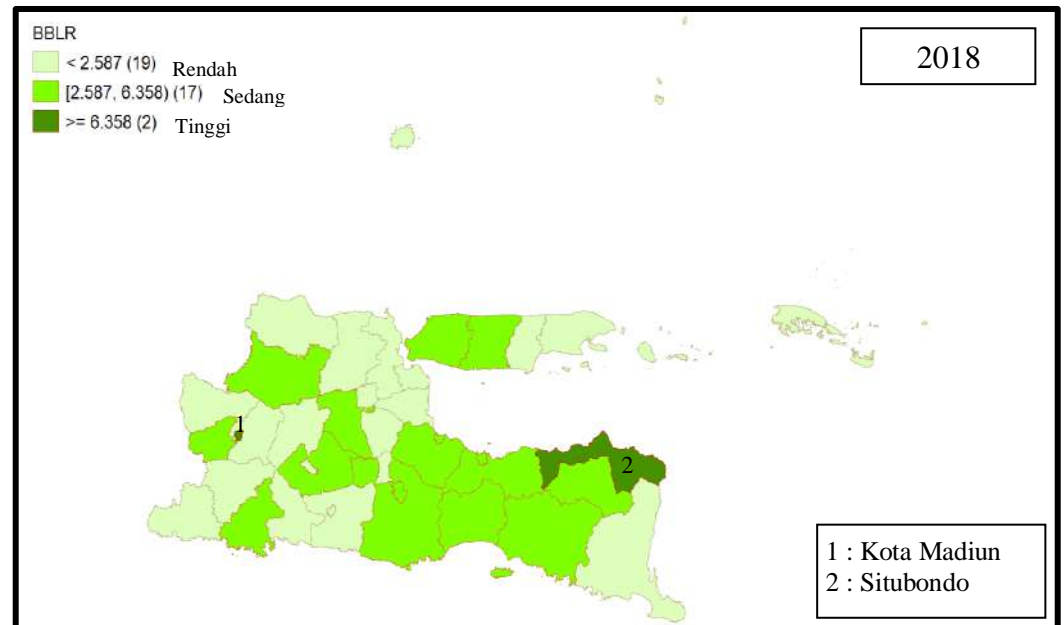 BBLR
< 2.587 (19) Rendah
[2.587, 6.358) (17) Sedang
>= 6.358 (2) Tinggi
2018
1
2
1 : Kota Madiun
2 : Situbondo